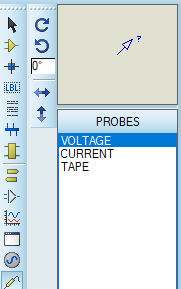 ?
0°
LBL
PROBES
VOLTAGE
CURRENT
TAPE